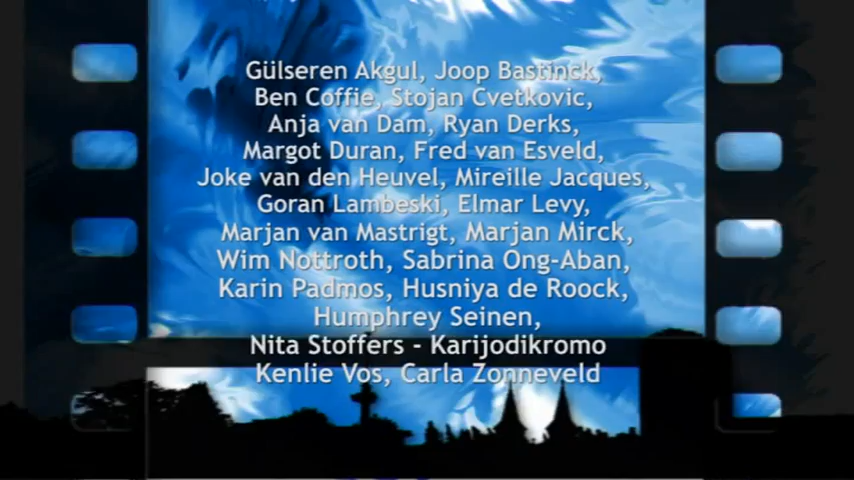 Gülseren Akgul, Joop Bastinck,
Ben Coffie, Stojan Cvetkovic,
Anja van Dam, Ryan Derks,
Margot Duran, Fred van Esveld,
Joke van den Heuvel, Mireille Jacques,
Goran Lambeski, Elmar Levy,
Marjan van Mastrigt, Marjan Mirck,
Wim Nottroth, Sabrina Ong-Aban,
Karin Padmos, Husniya de Roock,
Humphrey Seinen,
Nita Stoffers - Karijodikromo
Kenlie Vos, Carla Zonneveld